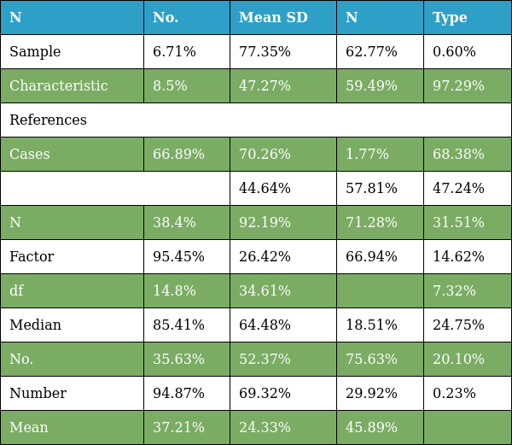 N No. Mean SD N Type
Sample 6.71% 77.35% 62.77% 0.60%
Characteristic 8.5% 47.27% 59.49% 97.29%
References
Cases 66.89% 70.26% 1.77% 68.38%
44.64% 57.81% 47.24%
N 38.4% 92.19% 71.28% 31.51%
Factor 95.45% 26.42% 66.94% 14.62%
df 14.8% 34.61% 7.32%
Median 85.41% 64.48% 18.51% 24.75%
No. 35.63% 52.37% 75.63% 20.10%
Number 94.87% 69.32% 29.92% 0.23%
Mean 37.21% 24.33% 45.89%